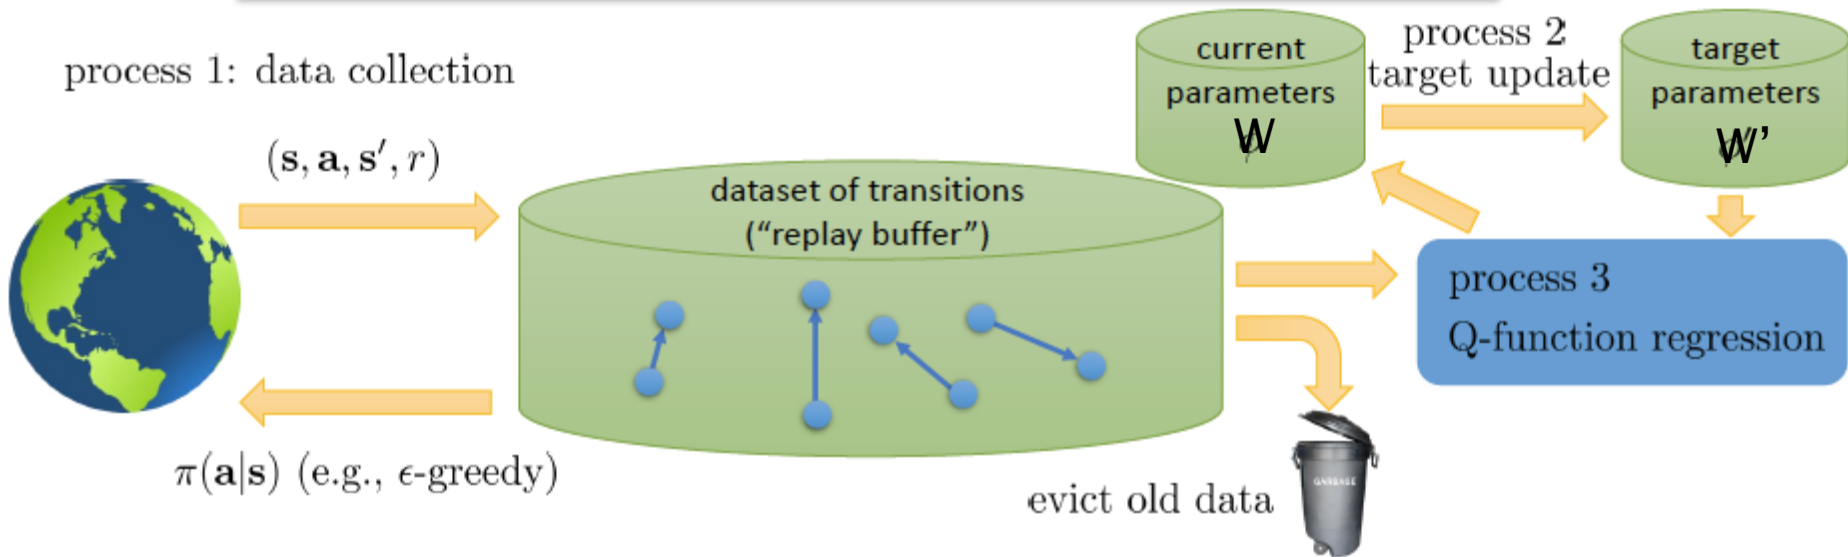 process 1: data collection
(s, a, s′, r)
dataset of transitions
(“replay buffer”)
π(a|s) (e.g., ϵ-greedy)
current
parameters
W
process 2
target update
target
parameters
W'
process 3
Q-function regression
evict old data
GARBAGE